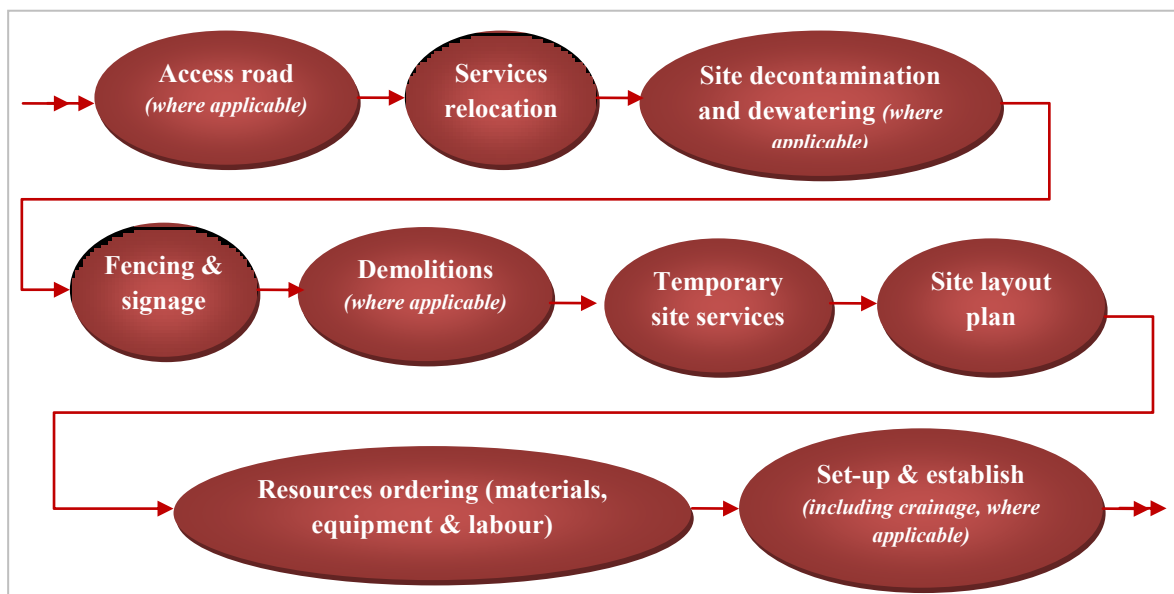 Access road
(where applicable)
Services
relocation
Site decontamination
and dewatering (where
applicable)
Fencing &
signage
Demolitions
(where applicable)
Temporary
site services
Site layout
plan
Resources ordering (materials,
equipment & labour)
Set-up & establish
(including crainage, where
applicable)